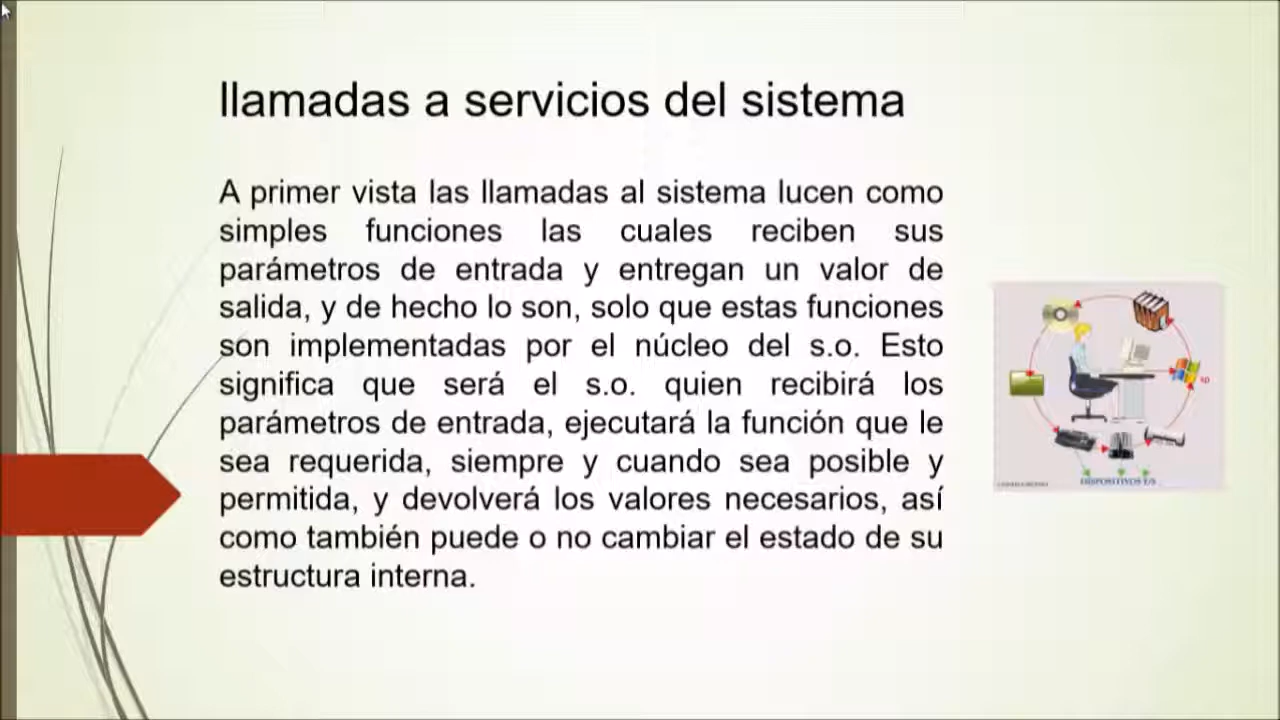 llamadas a servicios del sistema
A primer vista las llamadas al sistema lucen como
simples funciones las cuales reciben sus
parámetros de entrada y entregan un valor de
salida, y de hecho lo son, solo que estas funciones
son implementadas por el núcleo del s.o. Esto
significa que será el s.o. quien recibirá los
parámetros de entrada, ejecutará la función que le
sea requerida, siempre y cuando sea posible y
permitida, y devolverá los valores necesarios, así
como también puede o no cambiar el estado de su
estructura interna.
DISPOSITIVOS E/S